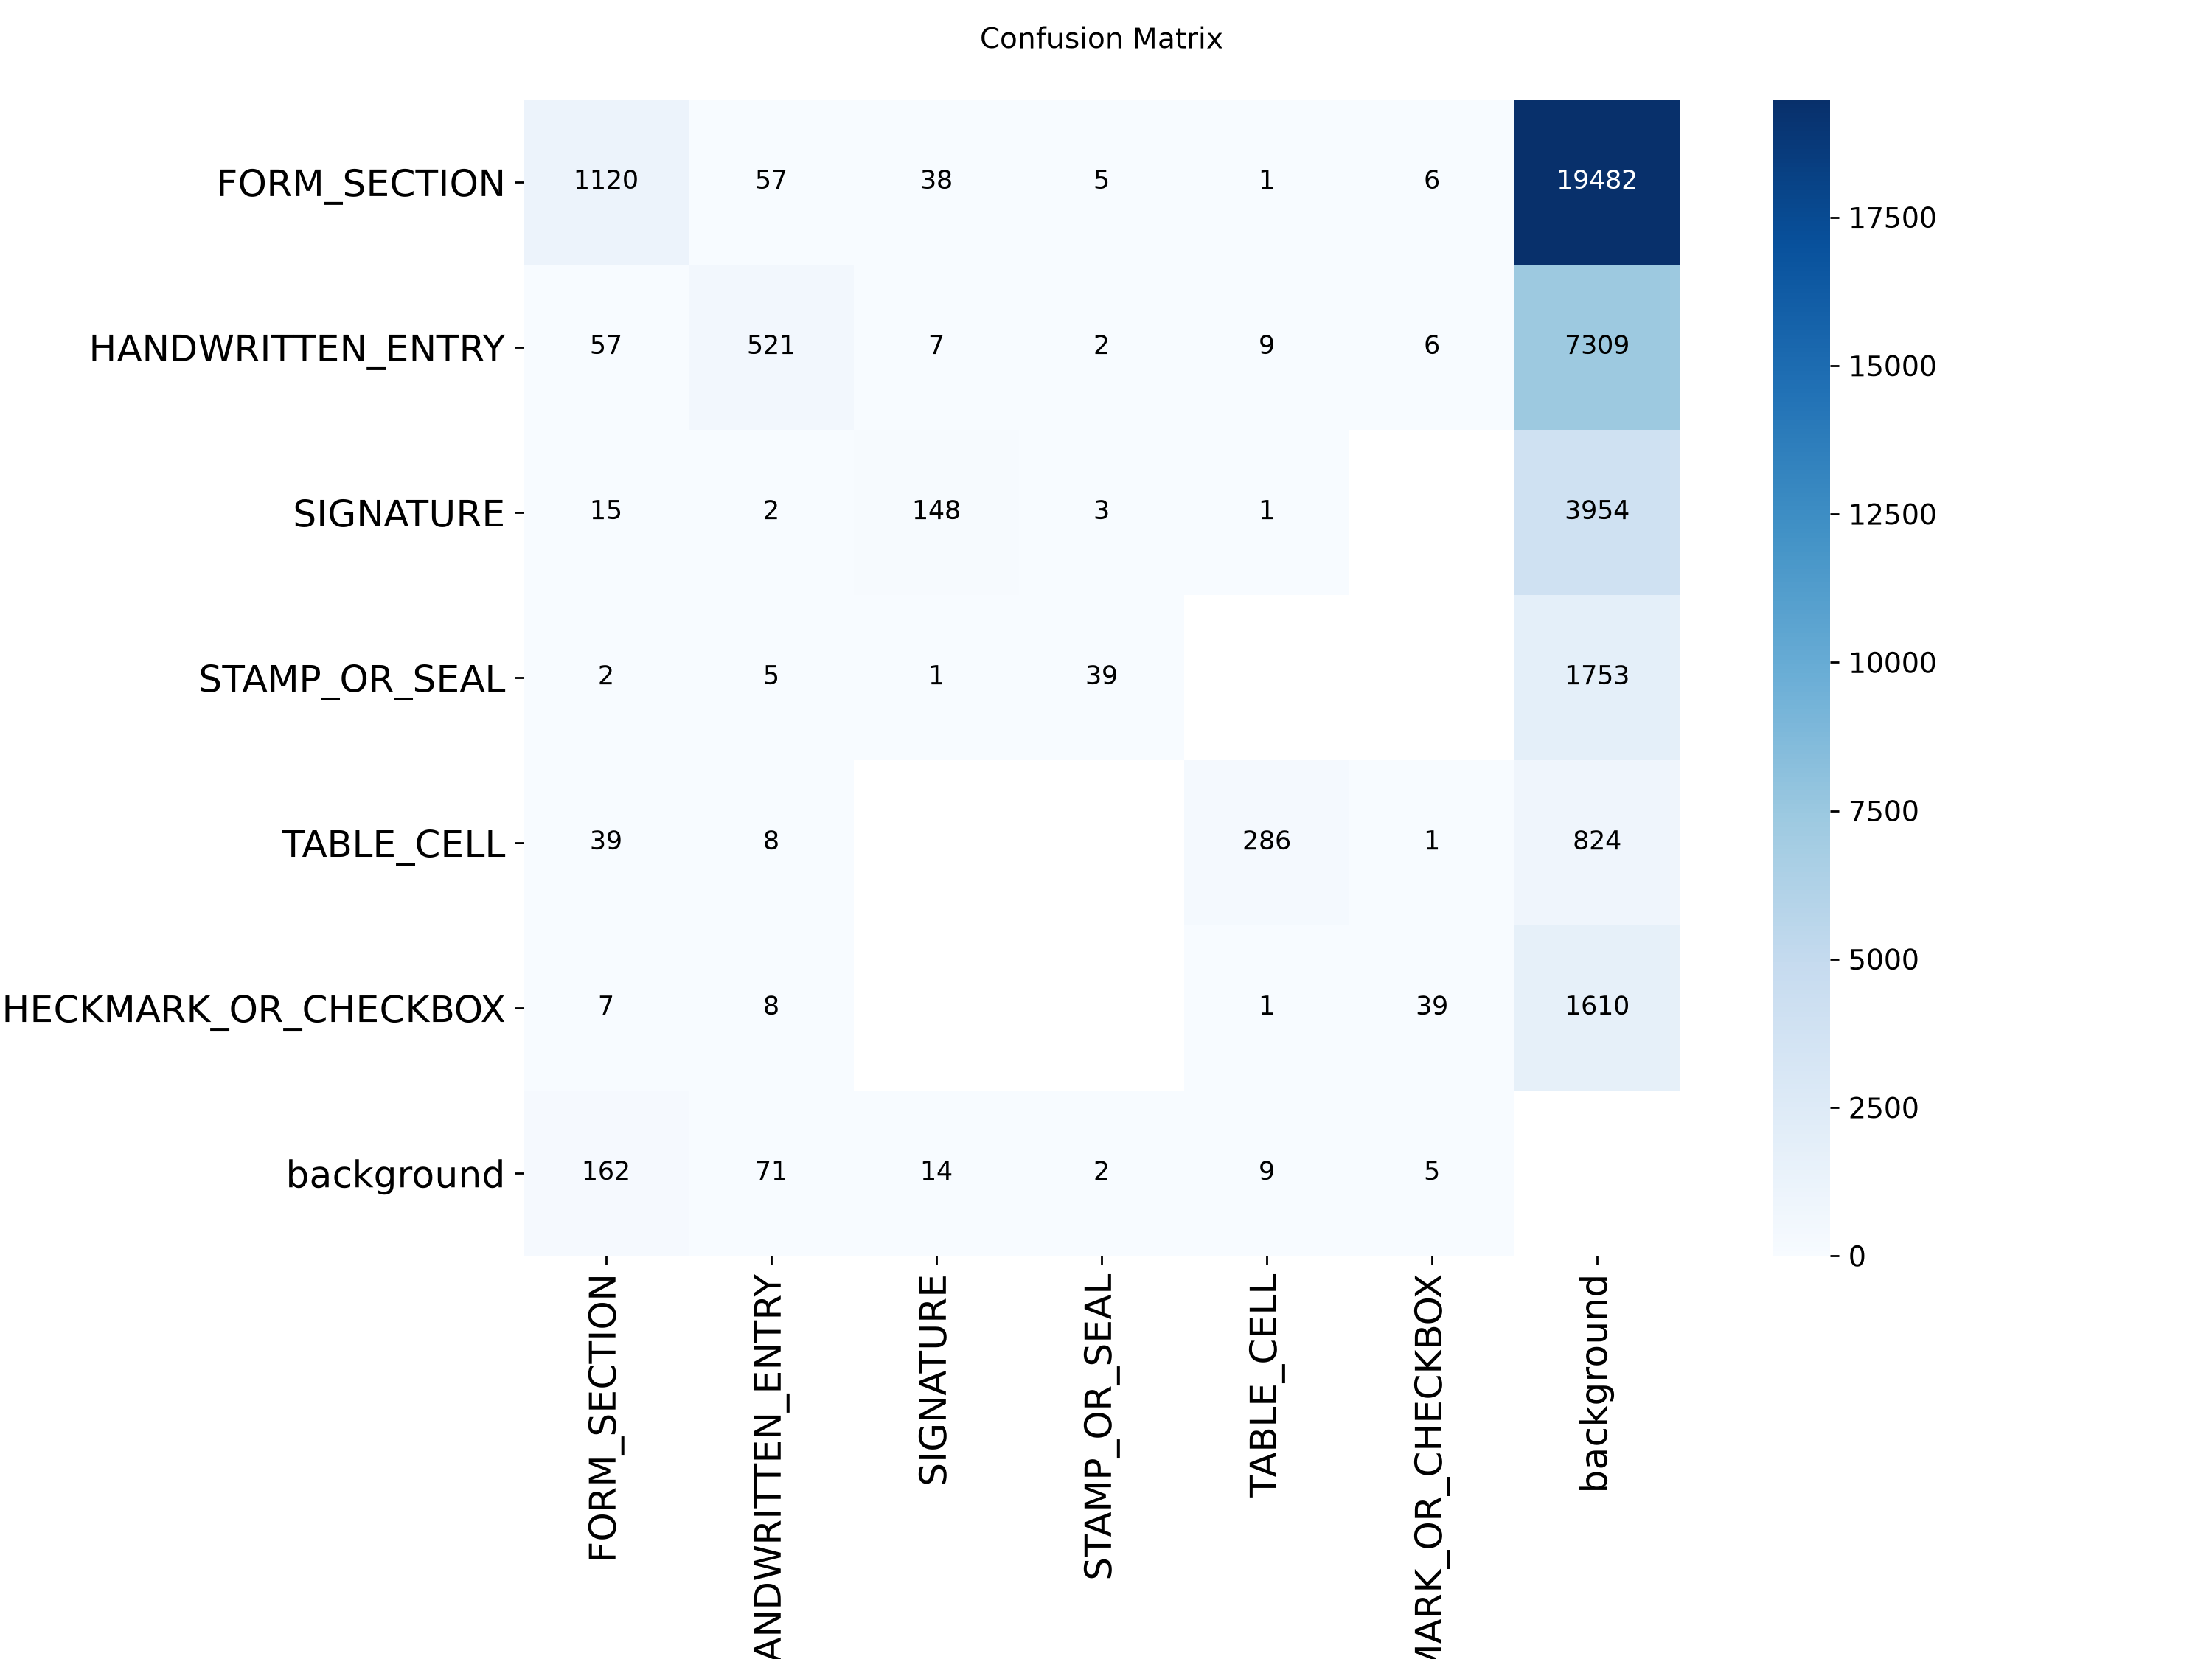 Confusion Matrix
FORM_SECTION 1120 57 38 5 1 6 19482
17500
HANDWRITTEN_ENTRY 57 521 7 2 9 6 7309
15000
SIGNATURE 15 2 148 3 1 3954
12500
10000
STAMP_OR_SEAL 2 5 1 39 1753
7500
TABLE_CELL 39 8 286 1 824
5000
HECKMARK_OR_CHECKBOX 7 8 1 39 1610
2500
background 162 71 14 2 9 5
0
FORM_SECTION
ANDWRITTEN_ENTRY
SIGNATURE
STAMP_OR_SEAL
TABLE_CELL
MARK_OR_CHECKBOX
background